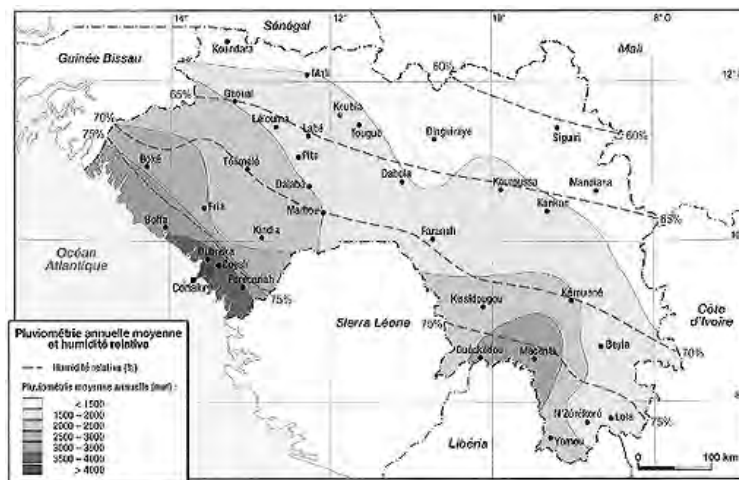 14° 12° 10° 8° O
Sénégal
Guinée Bissau
Koundara
Mali
Mali
60%
12°
65%
Gaoual
Koubia
Lélouma
Labé
Tougué
Dinguiraye
Siguiri
60%
70%
75%
Pita
Boké
Télimélé
Dalaba
Dabola
Kouroussa
Mandiana
Fria
Mamou
Kankan
65%
Boffa
Kindia
Faranah
10°
Océan
Atlantique
Dubréka
Coyah
Conakry
Forécariah
75%
Kissidougou
Kérouané
Sierra Léone
75%
Côte
d'Ivoire
Guéckédou
Macenta
Beyla
70%
Pluviométrie annuelle moyenne
et humidité relative
Humidité relative (%)
Pluviométrie moyenne annuelle (mm) :
< 1500
1500 – 2000
2000 – 2500
2500 – 3000
3500 – 4000
> 4000
N'Zérékoré
Lola
75%
Libéria
Yomou
0 100 km